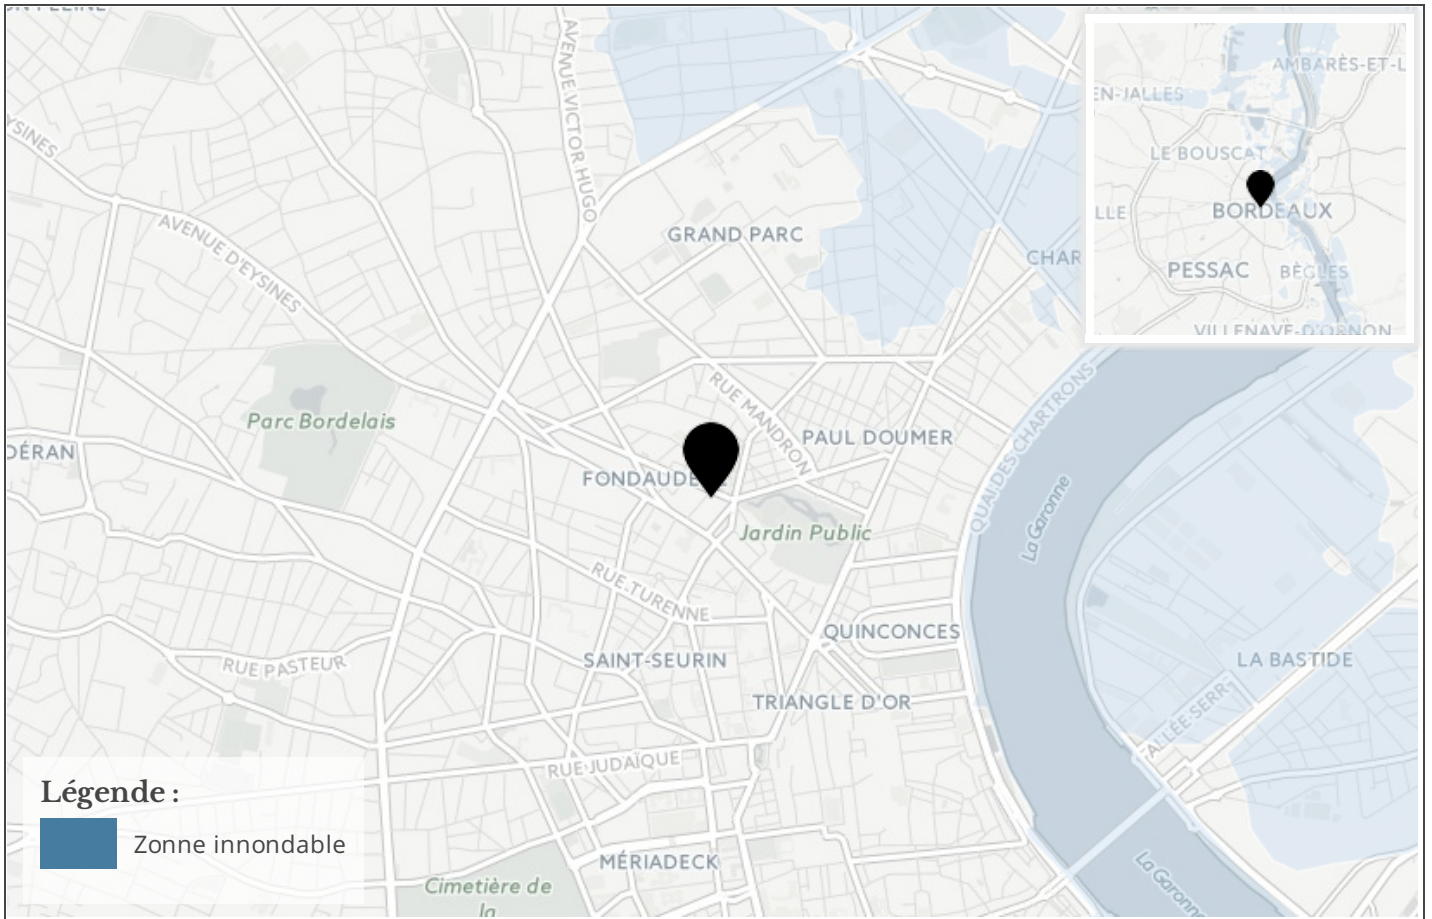 YSINES
AVENUE VICTOR HUGO
AMBARÈS-ET-L
EN-JALLES
LE BOUSCAT
LLE
BORDEAUX
PESSAC
BÈGLES
VILLENAVE-D'ORNON
AVENUE D'EYSINES
GRAND PARC
CHAR
Parc Bordelais
RUE MANDRON
PAUL DOUMER
QUAI DES CHARTRONS
DÉRAN
FONDAUDE
La Garonne
Jardin Public
RUE TURENNE
QUINCONCES
SAINT-SEURIN
LA BASTIDE
RUE PASTEUR
TRIANGLE D'OR
ALLÉE SERR
RUE JUDAÏQUE
Légende :
Zonne innondable
MÉRIADECK
La Garonn
Cimetière de
la